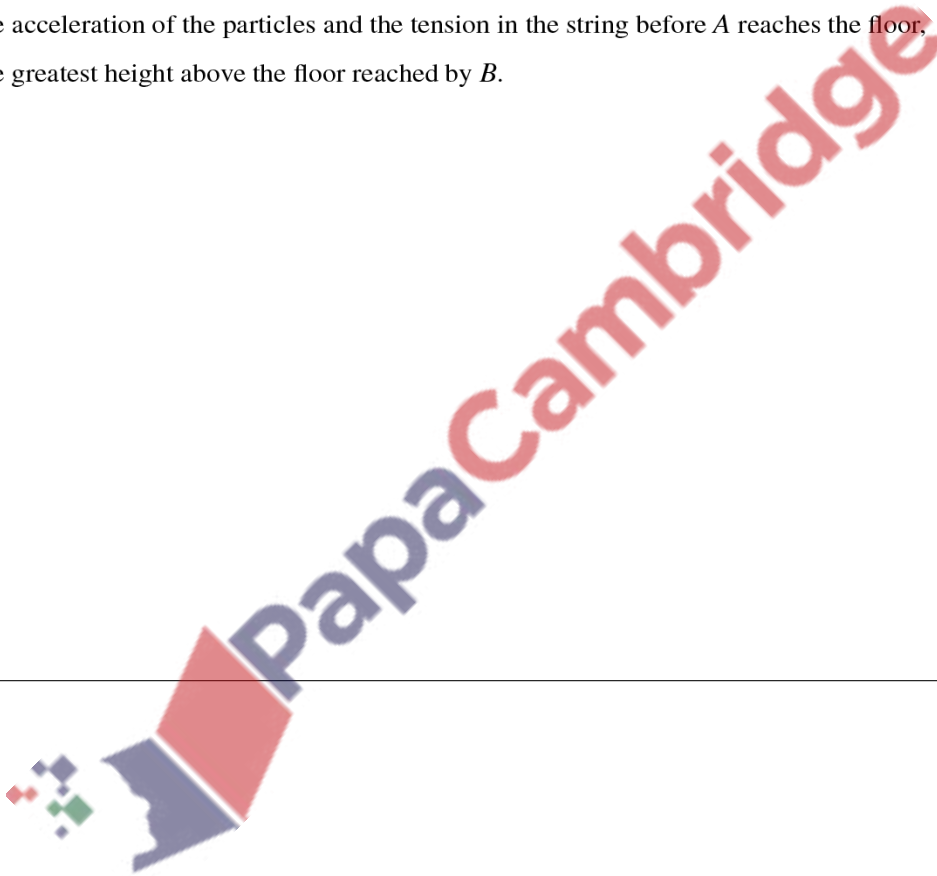 e acceleration of the particles and the tension in the string before A reaches the floor,
e greatest height above the floor reached by B.
PapaCambridge